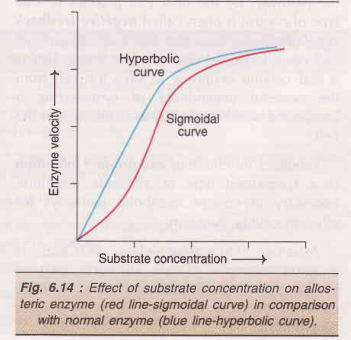 Hyperbolic
curve
Sigmoidal
curve
Enzyme velocity →
Substrate concentration →
Fig. 6.14 : Effect of substrate concentration on allos-
teric enzyme (red line-sigmoidal curve) in comparison
with normal enzyme (blue line-hyperbolic curve).